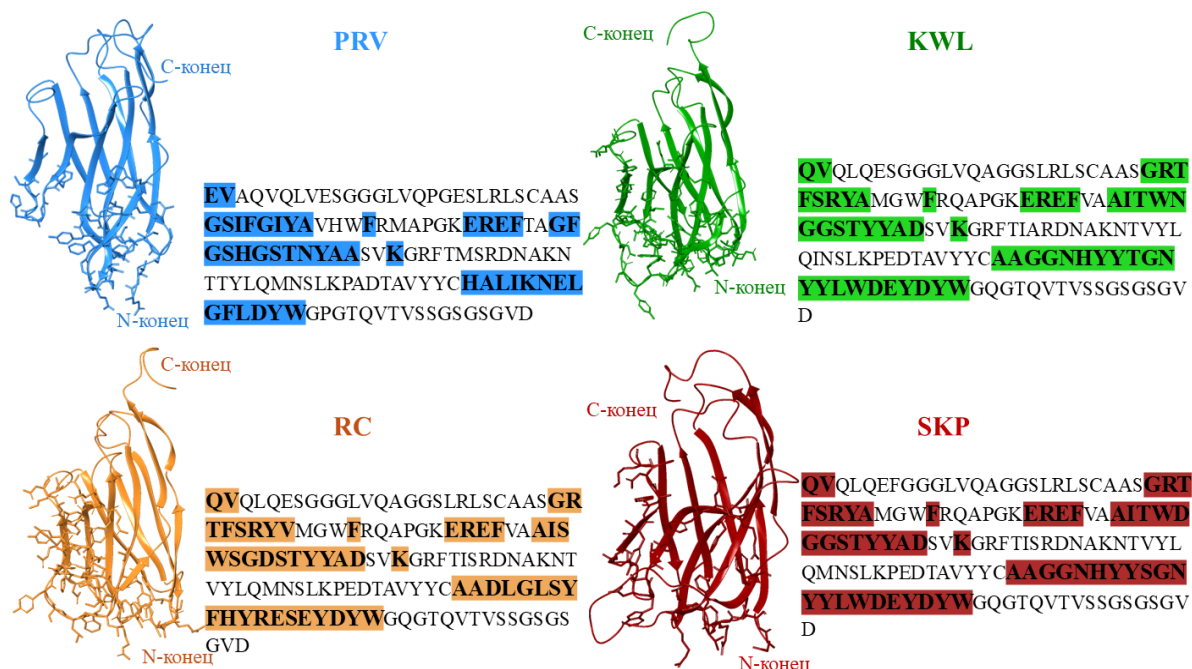 PRV
C-конец
EVAQVQLVESGGGLVQPGESLRLSCAAS
GSIFGIYAVHWFRMAPGKEREFTAGF
GSHGSTNYAASVKGRFTMSRDNAKN
TTYLQMNSLKPADTAVYYCHALIKNEL
GFLDYWGPGTQVTVSSGSGSGVD
N-конец
KWL
C-конец
QVQLQESGGGLVQAGGSLRLSCAASGRT
FSRYAMGWFRQAPGKEREFVAAITWN
GGSTYYADSVKGRFTIARDNAKNTVYL
QINSLKPEDTAVYYCAAGGNHYYTGN
YYLWDEYDYWGQGTQVTVSSGSGSGV
D
N-конец
RC
C-конец
QVQLQESGGGLVQAGGSLRLSCAASGR
TFSRYVMGWFRQAPGKEREFVAAIS
WSGDSTYYADSVKGRFTISRDNAKNT
VYLQMNSLKPEDTAVYYCAADLGLSY
FHYRESEYDYWGQGTQVTVSSGSGS
GVD
N-конец
SKP
C-конец
QVQLQEFGGGLVQAGGSLRLSCAASGRT
FSRYAMGWFRQAPGKEREFVAAITWD
GGSTYYADSVKGRFTISRDNAKNTVYL
QMNSLKPEDTAVYYCAAGGNHYYSGN
YYLWDEYDYWGQGTQVTVSSGSGSGV
D
N-конец